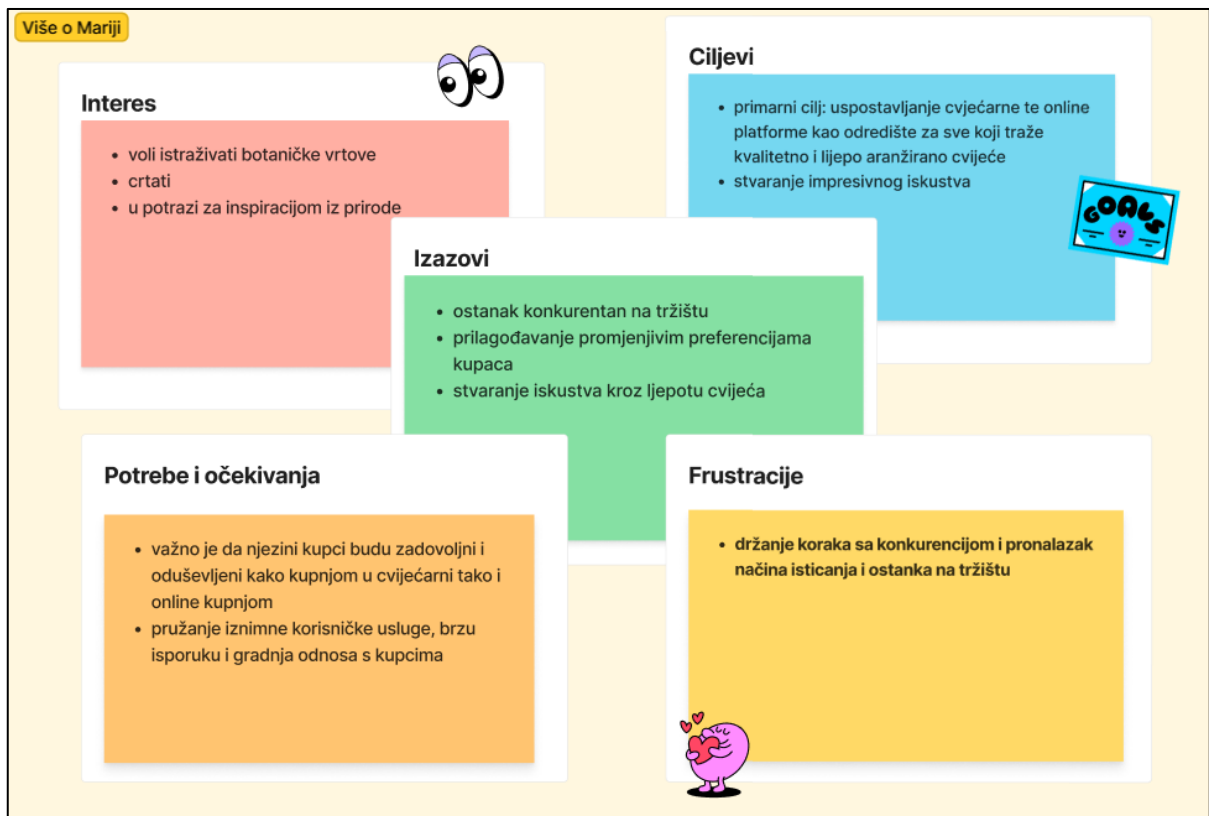 Više o Mariji
Interes
• voli istraživati botaničke vrtove
• crtati
• u potrazi za inspiracijom iz prirode
Ciljevi
• primarni cilj: uspostavljanje cvjećarne te online
platforme kao odredište za sve koji traže
kvalitetno i lijepo aranžirano cvijeće
• stvaranje impresivnog iskustva
GOALS
Izazovi
• ostanak konkurentan na tržištu
• prilagođavanje promjenjivim preferencijama
kupaca
• stvaranje iskustva kroz ljepotu cvijeća
Potrebe i očekivanja
• važno je da njezini kupci budu zadovoljni i
oduševljeni kako kupnjom u cvijećarni tako i
online kupnjom
• pružanje iznimne korisničke usluge, brzu
isporuku i gradnja odnosa s kupcima
Frustracije
• držanje koraka sa konkurencijom i pronalazak
načina isticanja i ostanka na tržištu